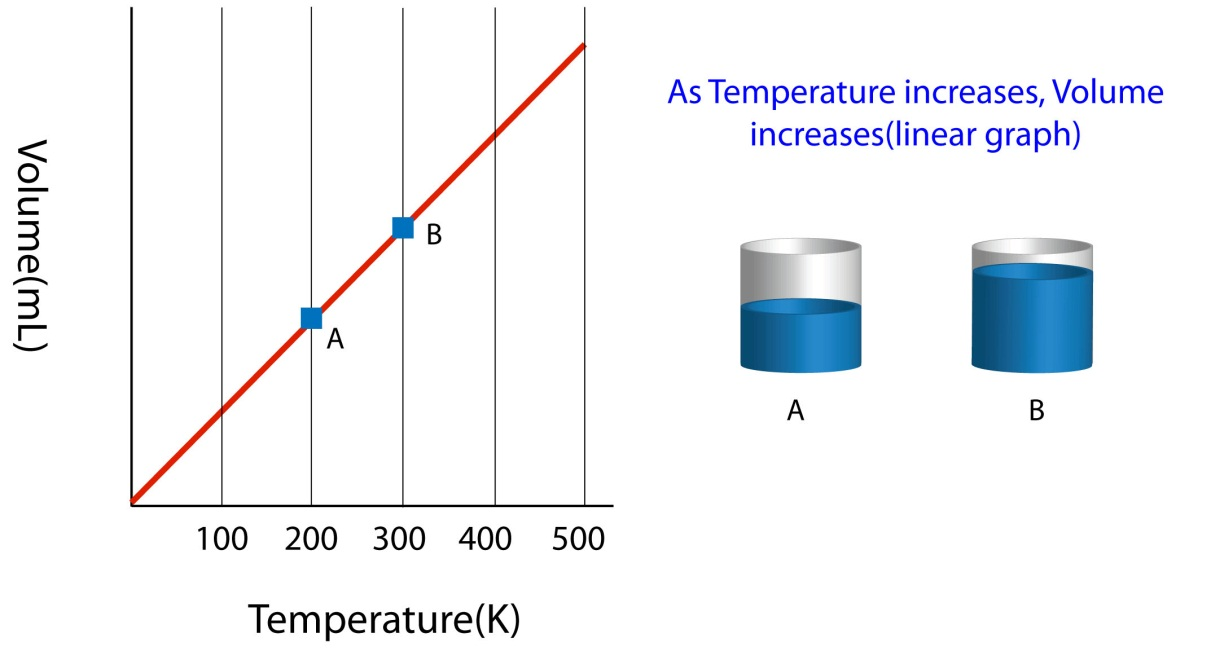 Volume(mL)
B
A
100 200 300 400 500
Temperature(K)
As Temperature increases, Volume
increases(linear graph)
A B